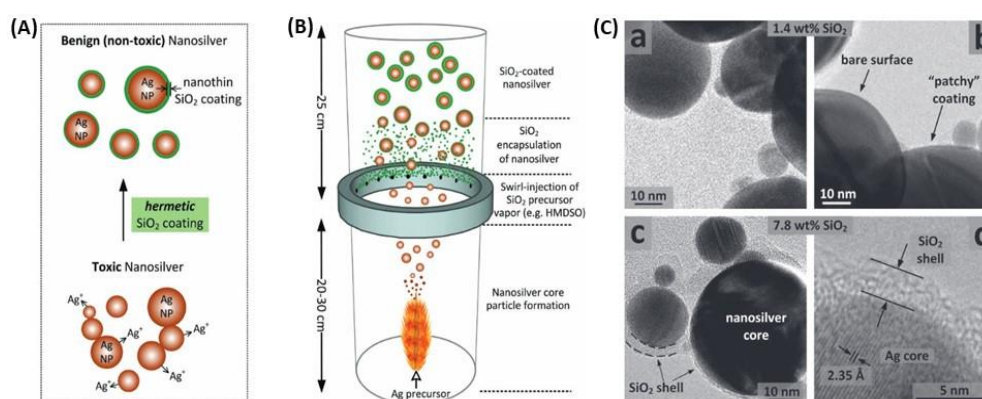 (A)
Benign (non-toxic) Nanosilver
Ag
NP
nanothin
SiO₂ coating
Ag
NP
hermetic
SiO₂ coating
Toxic Nanosilver
Ag⁺
Ag
NP
Ag⁺
Ag
NP
Ag⁺
Ag⁺
Ag⁺
Ag⁺
(B)
25 cm
20-30 cm
SiO₂-coated
nanosilver
SiO₂
encapsulation
of nanosilver
Swirl-injection of
SiO₂ precursor
vapor (e.g. HMDSO)
Nanosilver core
particle formation
Ag precursor
(C)
a
1.4 wt% SiO₂
b
bare surface
"patchy"
coating
10 nm
10 nm
c
7.8 wt% SiO₂
d
SiO₂
shell
nanosilver
core
Ag core
2.35 Å
SiO₂ shell
10 nm
5 nm